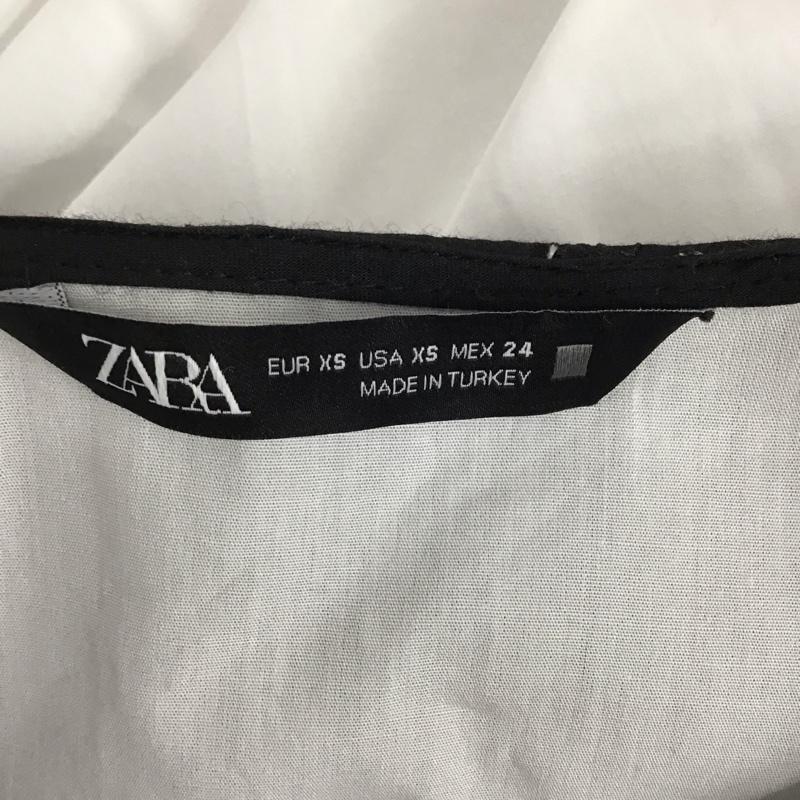 ZARA
EUR XS USA XS MEX 24
MADE IN TURKEY